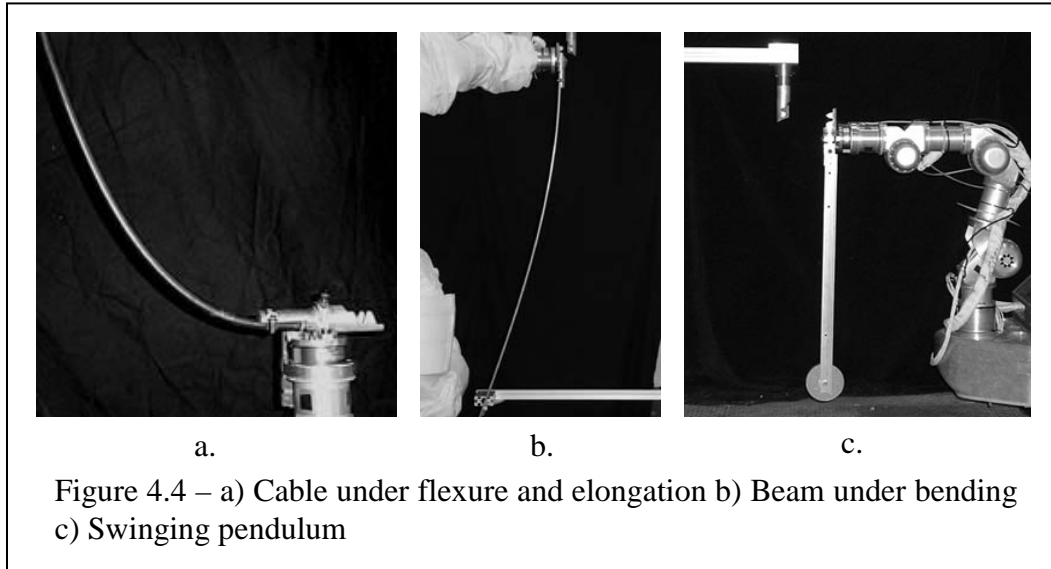 a.
b.
c.
Figure 4.4 – a) Cable under flexure and elongation b) Beam under bending
c) Swinging pendulum